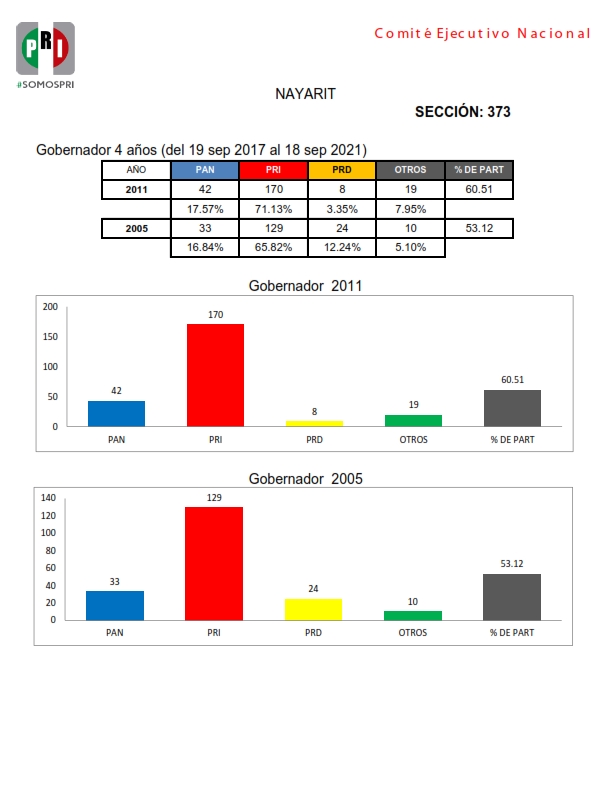 PRI
#SOMOSPRI
Comité Ejecutivo Nacional
NAYARIT
SECCIÓN: 373
Gobernador 4 años (del 19 sep 2017 al 18 sep 2021)
AÑO PAN PRI PRD OTROS % DE PART
2011 42 170 8 19 60.51
17.57% 71.13% 3.35% 7.95%
2005 33 129 24 10 53.12
16.84% 65.82% 12.24% 5.10%
Gobernador 2011
200
150
100
50
0
42
170
8
19
60.51
PAN PRI PRD OTROS % DE PART
Gobernador 2005
140
120
100
80
60
40
20
0
33
129
24
10
53.12
PAN PRI PRD OTROS % DE PART